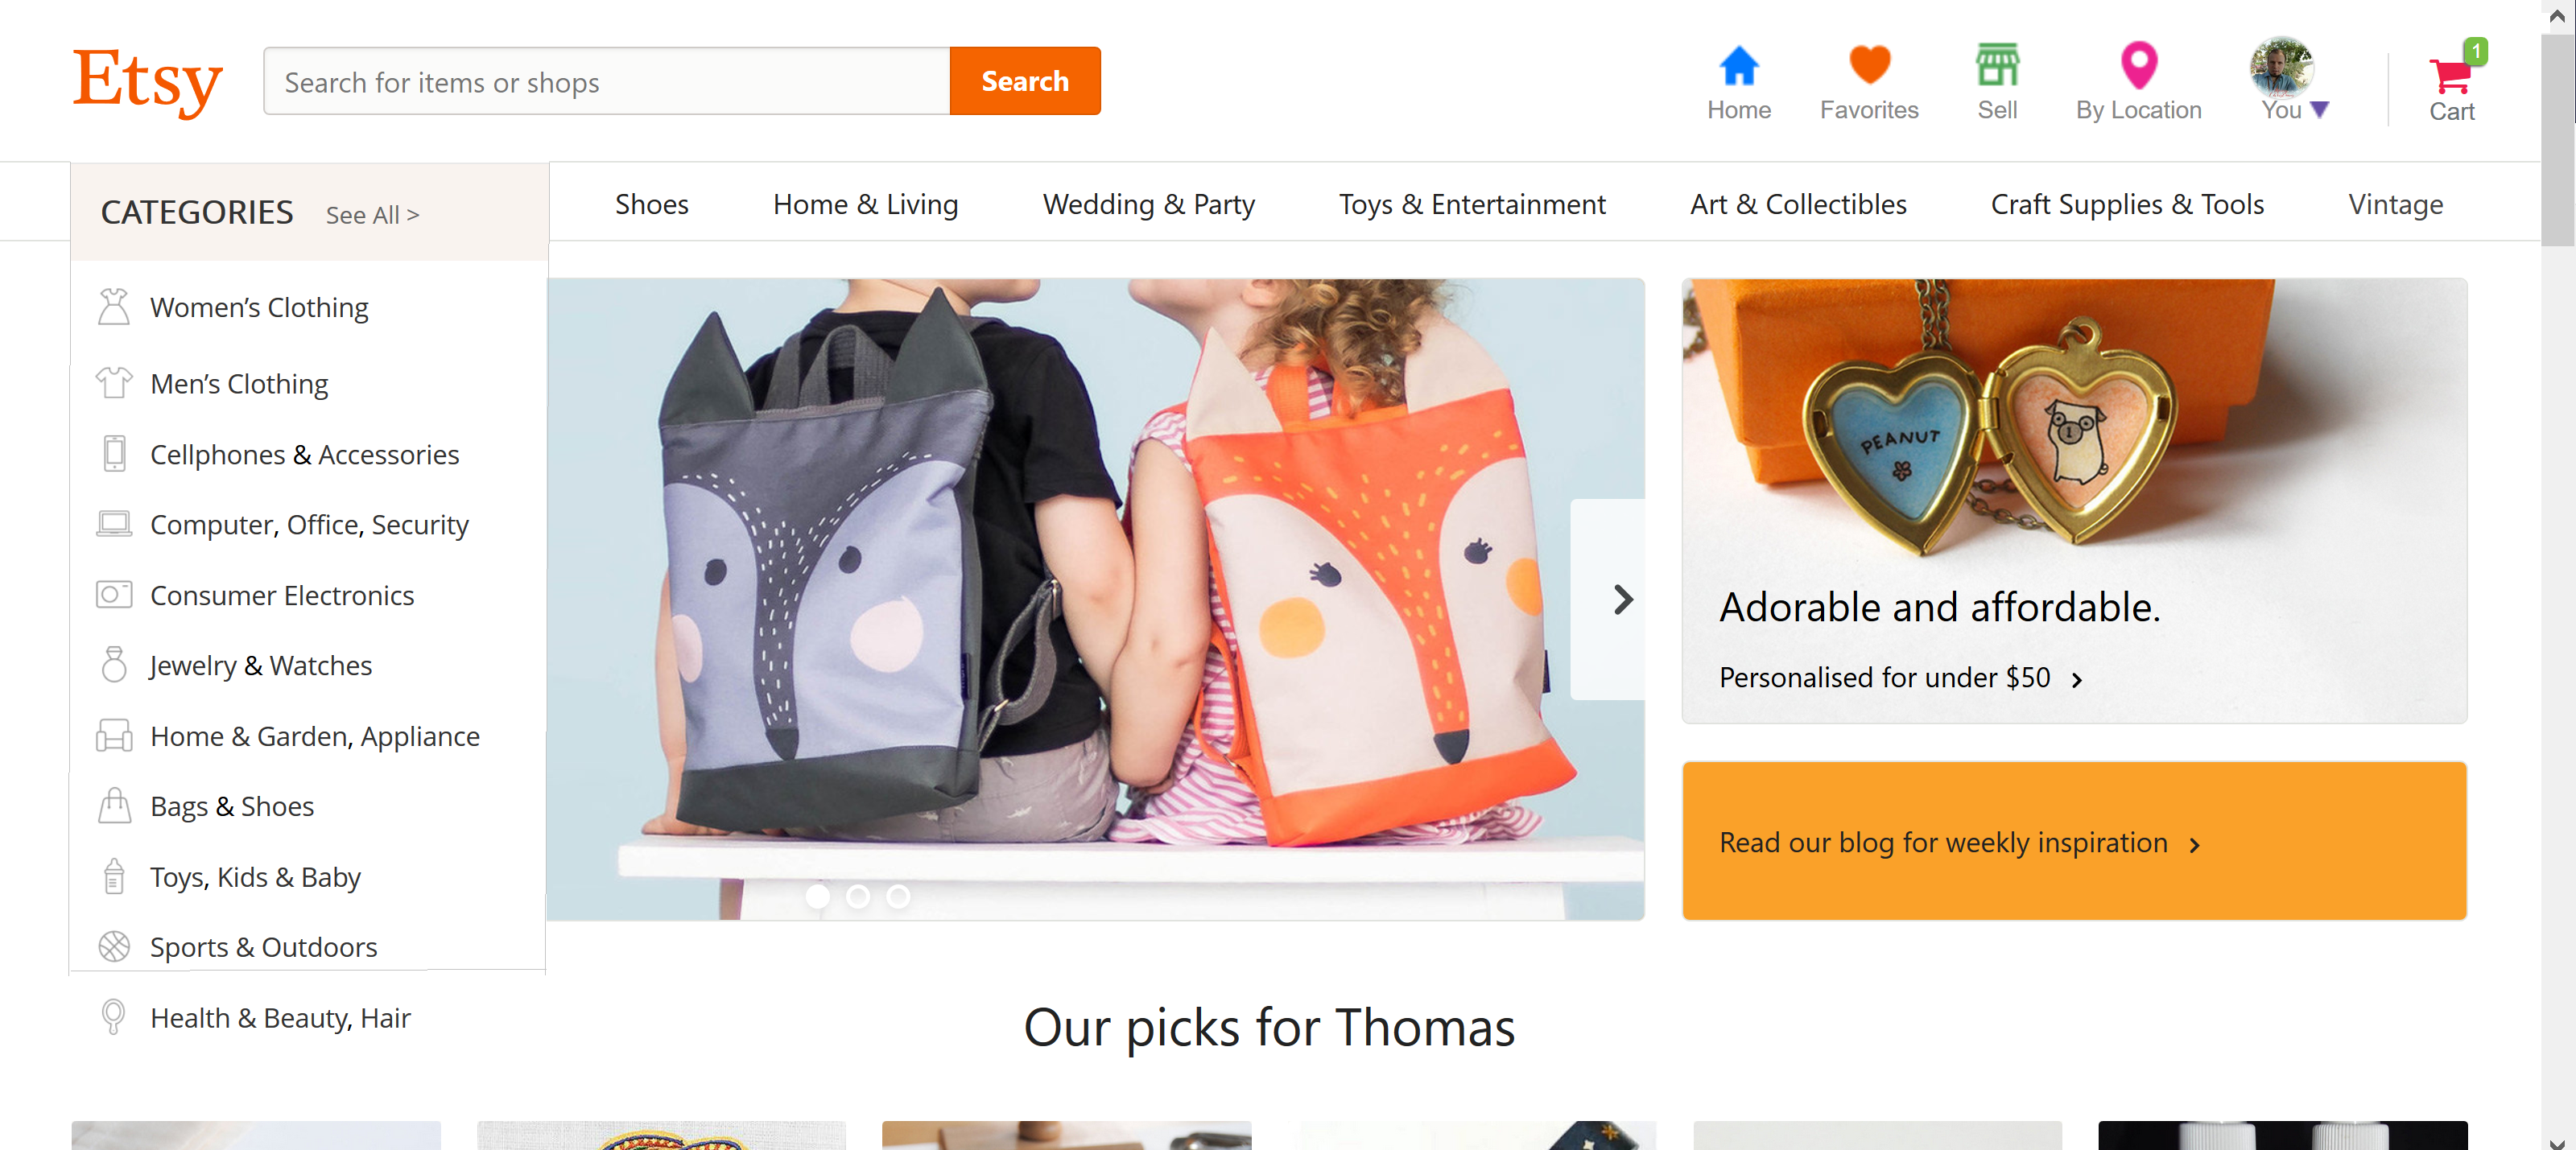 Etsy
Search for items or shops
Search
Home
Favorites
Sell
By Location
You
1
Cart
CATEGORIES See All >
Shoes
Home & Living
Wedding & Party
Toys & Entertainment
Art & Collectibles
Craft Supplies & Tools
Vintage
Women’s Clothing
Men’s Clothing
Cellphones & Accessories
Computer, Office, Security
Consumer Electronics
Jewelry & Watches
Home & Garden, Appliance
Bags & Shoes
Toys, Kids & Baby
Sports & Outdoors
Health & Beauty, Hair
PEANUT
Adorable and affordable.
Personalised for under $50
Read our blog for weekly inspiration
Our picks for Thomas